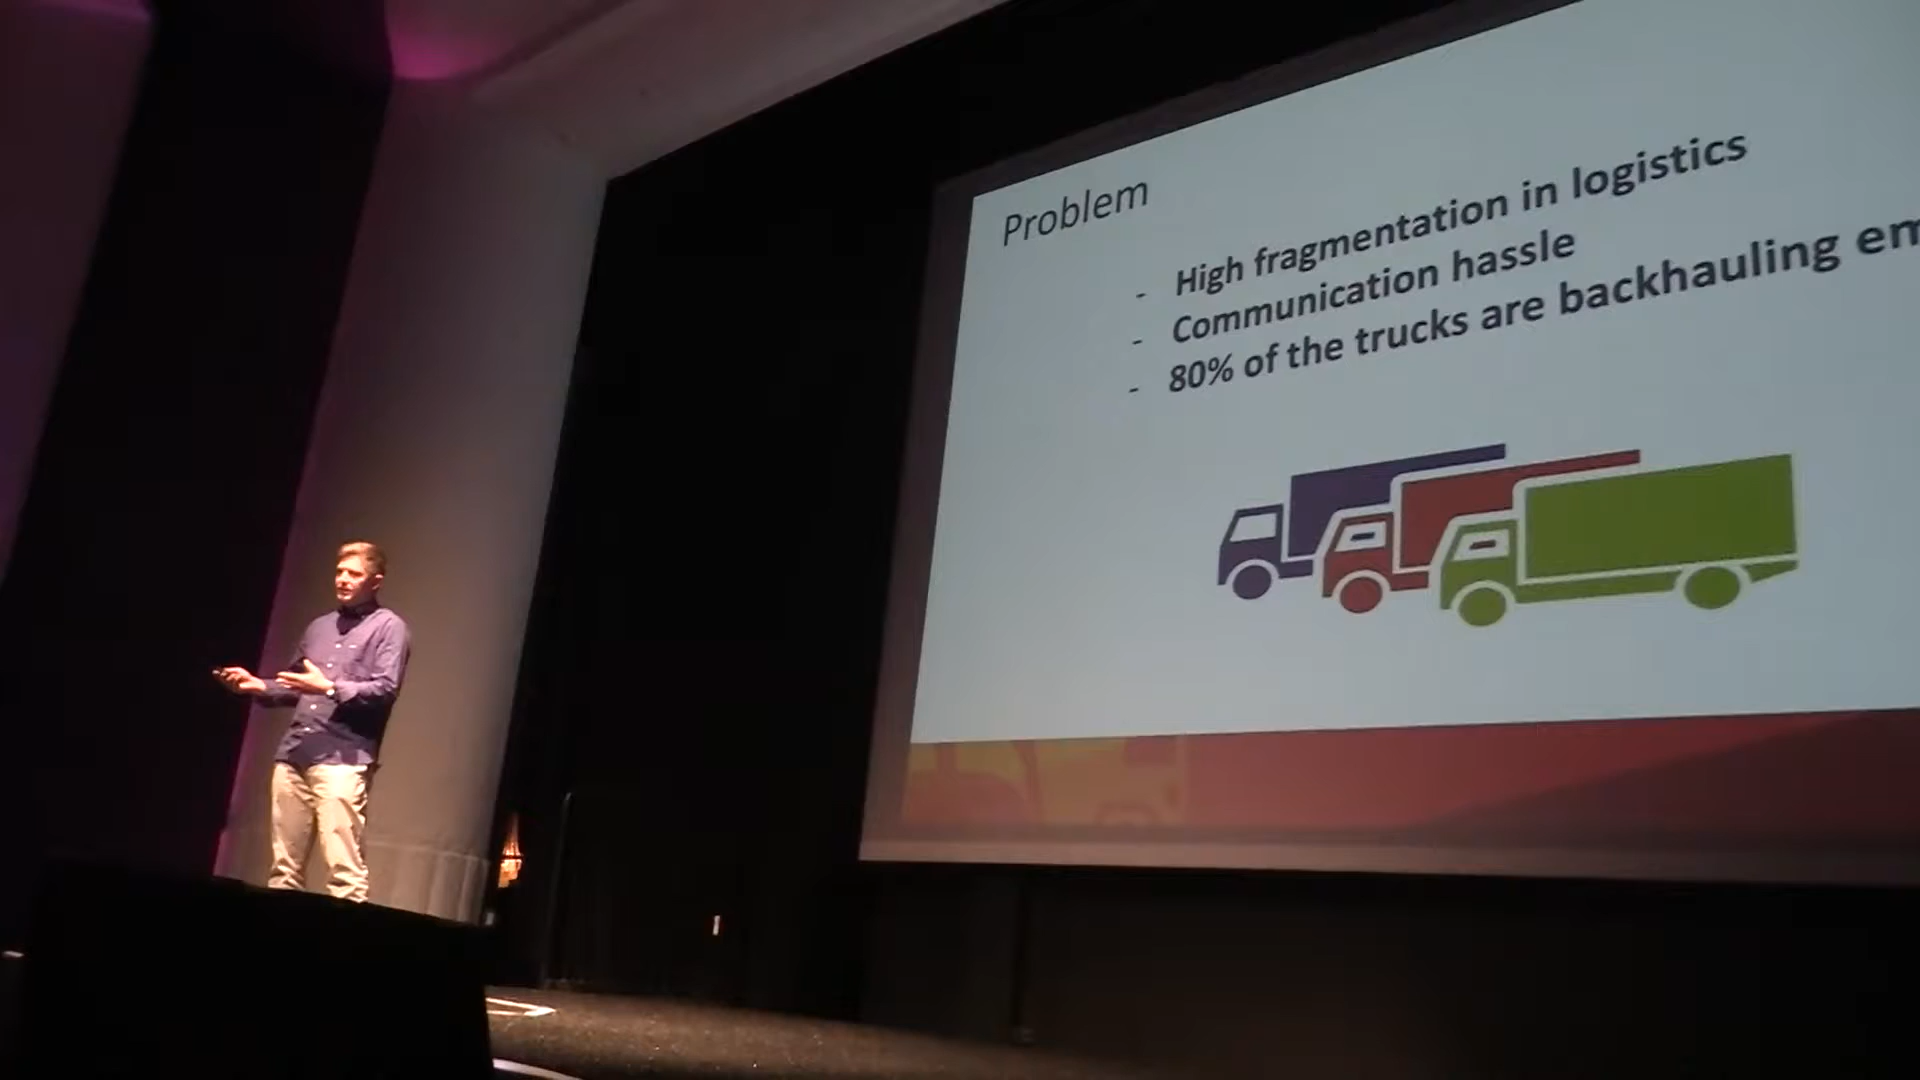 Problem
- High fragmentation in logistics
- Communication hassle
- 80% of the trucks are backhauling